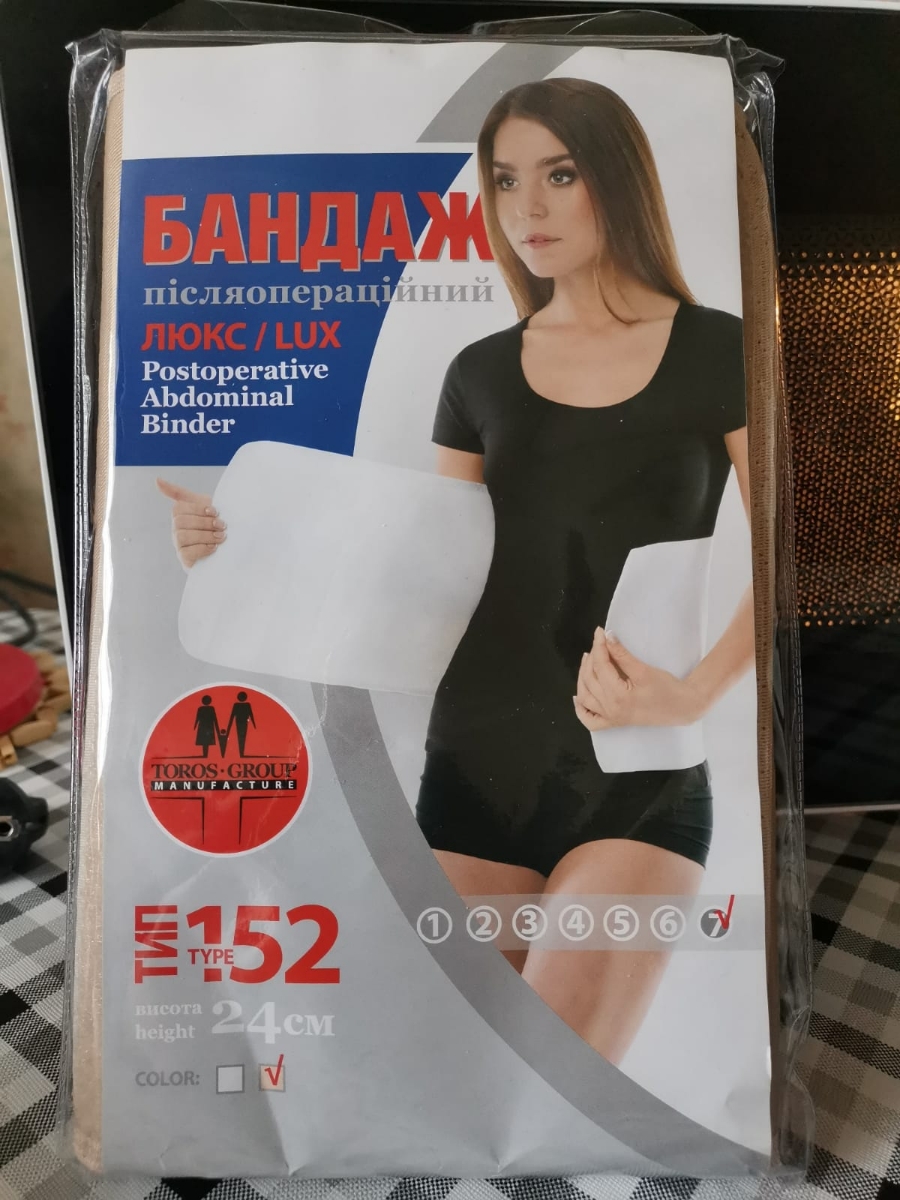 БАНДАЖ
післяопераційний
ЛЮКС / LUX
Postoperative
Abdominal
Binder
TOROS·GROUP
MANUFACTURE
ТИП TYPE 152
1 2 3 4 5 6 7
висота
height 24см
COLOR: